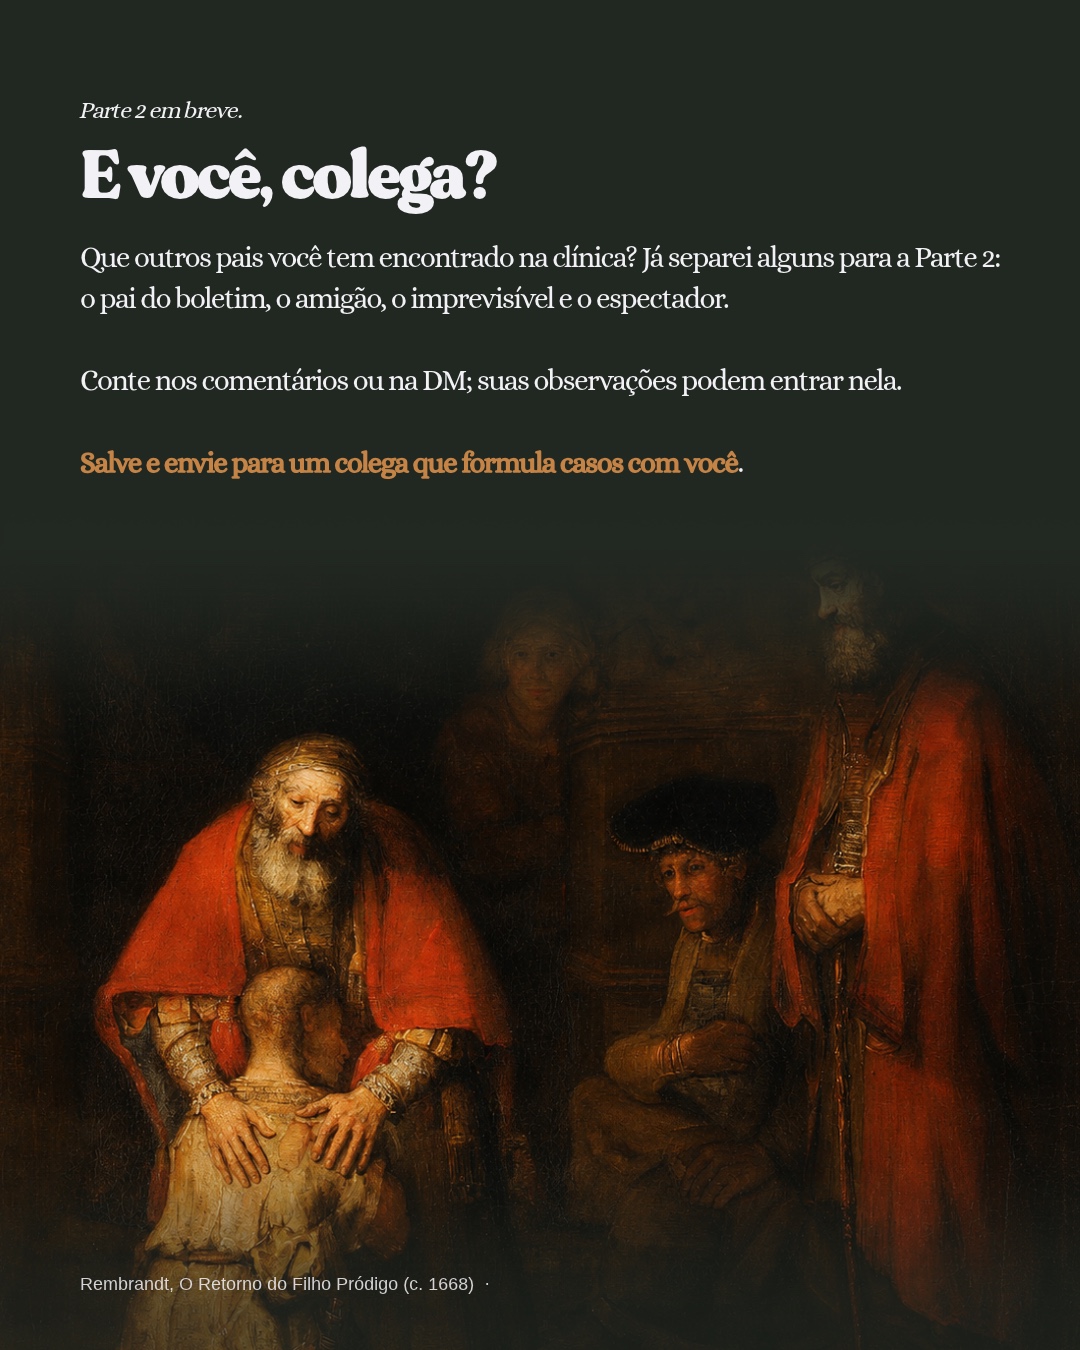 Parte 2 em breve.
E você, colega?
Que outros pais você tem encontrado na clínica? Já separei alguns para a Parte 2:
o pai do boletim, o amigão, o imprevisível e o espectador.
Conte nos comentários ou na DM; suas observações podem entrar nela.
Salve e envie para um colega que formula casos com você.
Rembrandt, O Retorno do Filho Pródigo (c. 1668) ·